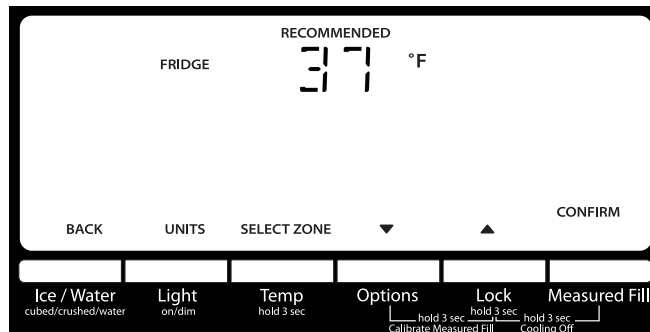 RECOMMENDED
FRIDGE 37 °F
CONFIRM
BACK UNITS SELECT ZONE ▼ ▲
Ice / Water Light Temp Options Lock Measured Fill
cubed/crushed/water on/dim hold 3 sec hold 3 sec
hold 3 sec hold 3 sec
Calibrate Measured Fill Cooling Off